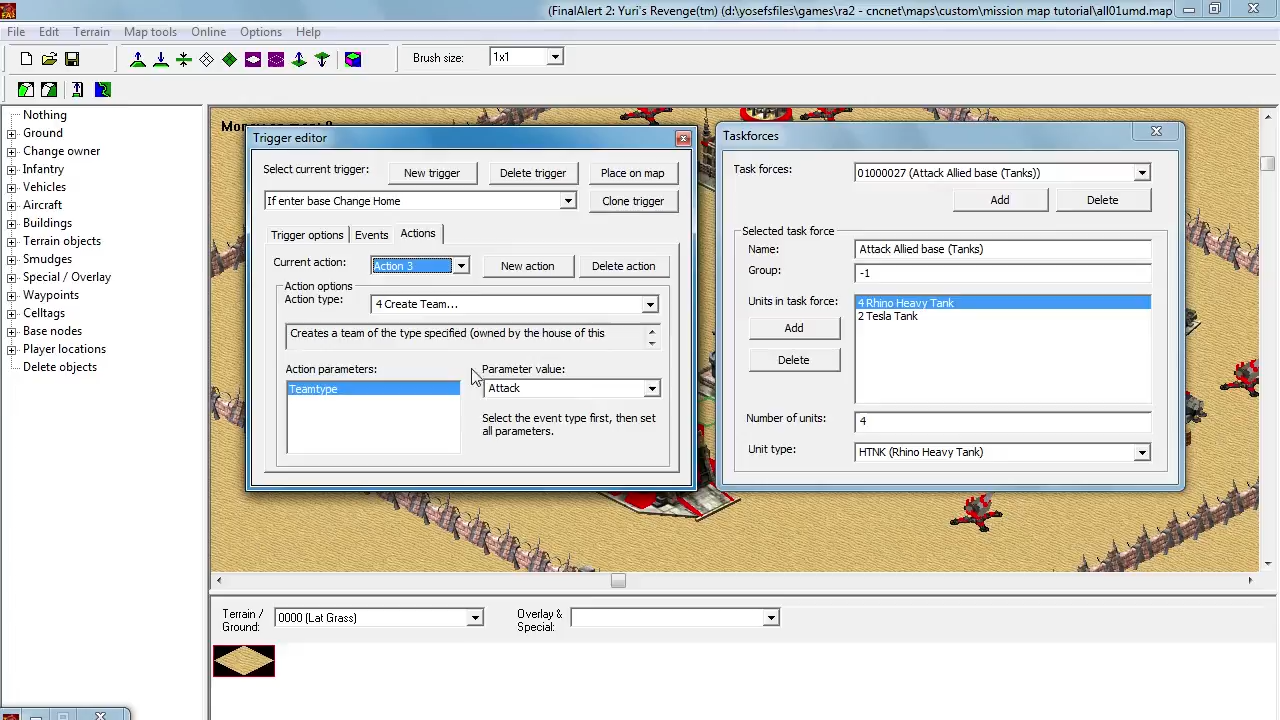 (FinalAlert 2: Yuri's Revenge(tm) (d:\yosefsfiles\games\ra2 - cncnet\maps\custom\mission map tutorial\all01umd.map
File Edit Terrain Map tools Online Options Help
Brush size: 1x1
Nothing
Ground
Change owner
Infantry
Vehicles
Aircraft
Buildings
Terrain objects
Smudges
Special / Overlay
Waypoints
Celltags
Base nodes
Player locations
Delete objects
Trigger editor
Select current trigger: New trigger Delete trigger Place on map
If enter base Change Home Clone trigger
Trigger options Events Actions
Current action: Action 3 New action Delete action
Action options
Action type: 4 Create Team...
Creates a team of the type specified (owned by the house of this
Action parameters: Parameter value:
Teamtype Attack
Select the event type first, then set
all parameters.
Taskforces
Task forces: 01000027 (Attack Allied base (Tanks))
Add Delete
Selected task force
Name: Attack Allied base (Tanks)
Group: -1
Units in task force: 4 Rhino Heavy Tank
2 Tesla Tank
Add
Delete
Number of units: 4
Unit type: HTNK (Rhino Heavy Tank)
Terrain / Ground: 0000 (Lat Grass) Overlay & Special: